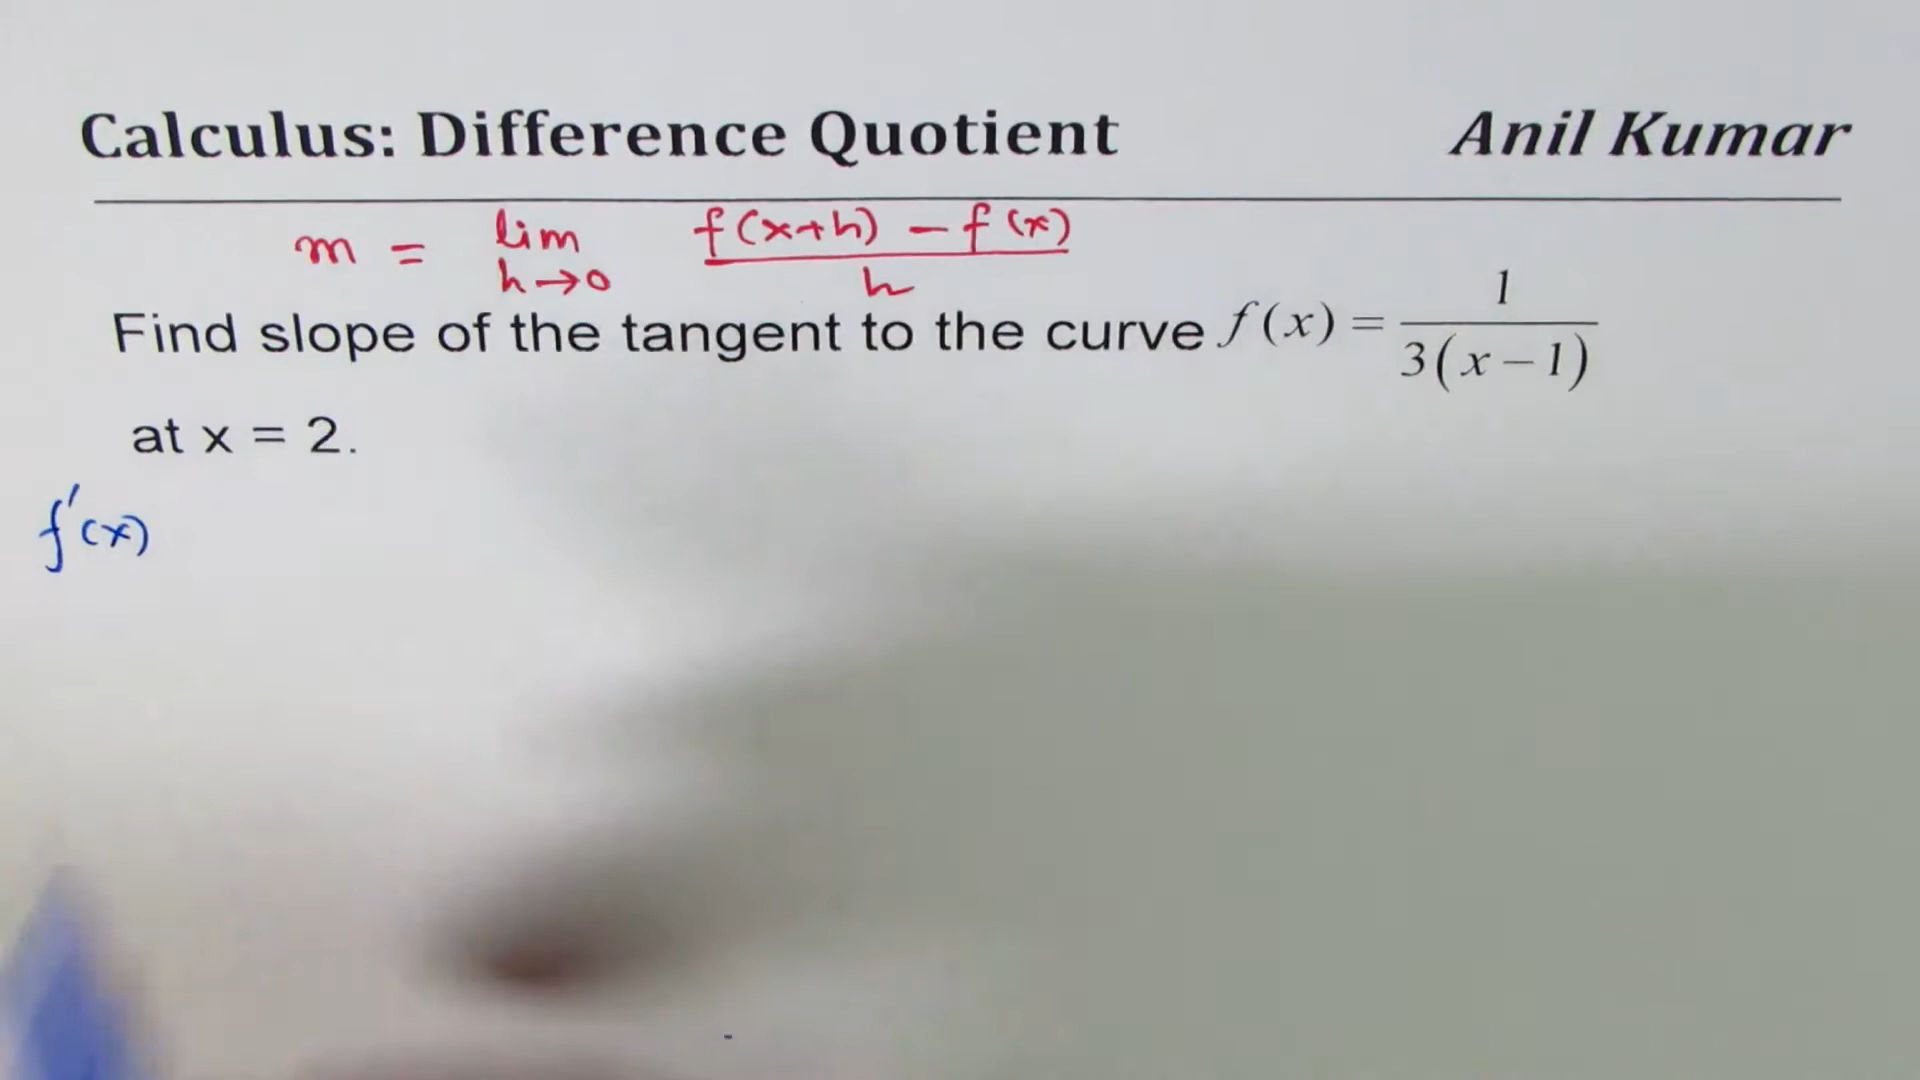 Calculus: Difference Quotient Anil Kumar
m = lim h→0 f(x+h) - f(x) / h
Find slope of the tangent to the curve f(x) = 1 / 3(x-1)
at x = 2.
f'(x)